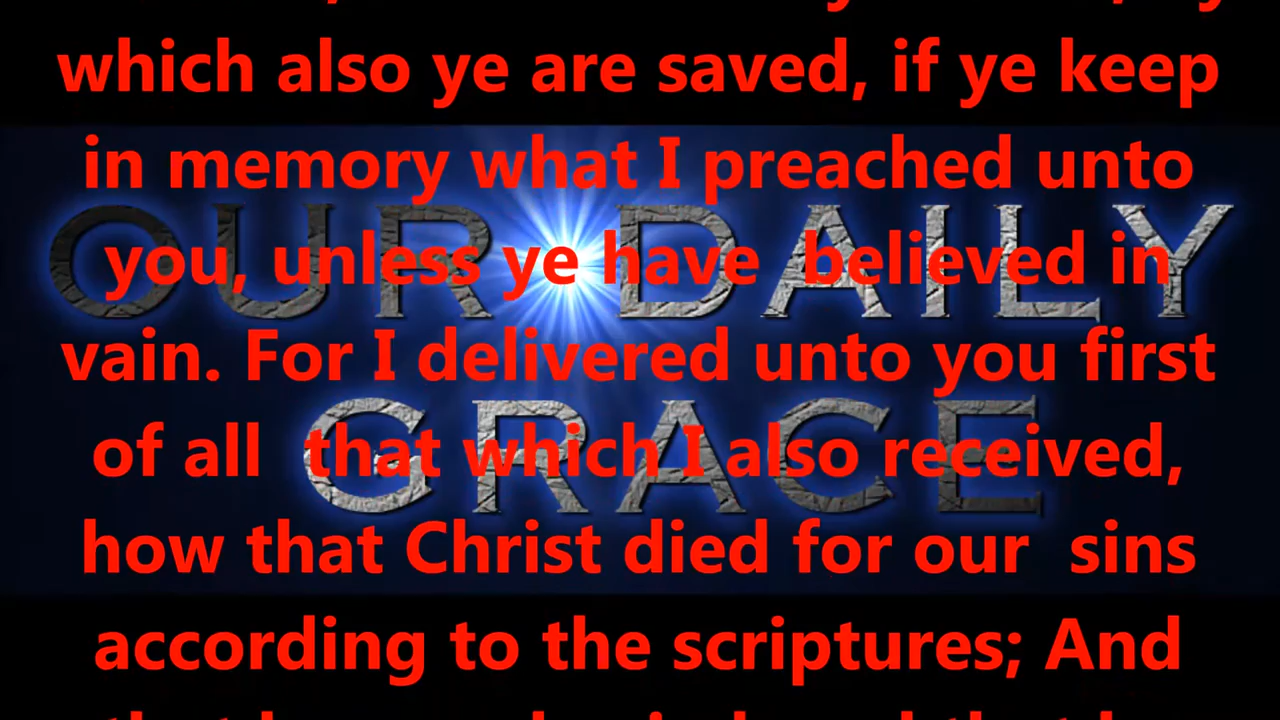 which also ye are saved, if ye keep
in memory what I preached unto
you, unless ye have believed in
vain. For I delivered unto you first
of all that which I also received,
how that Christ died for our sins
according to the scriptures; And
OUR DAILY
GRACE